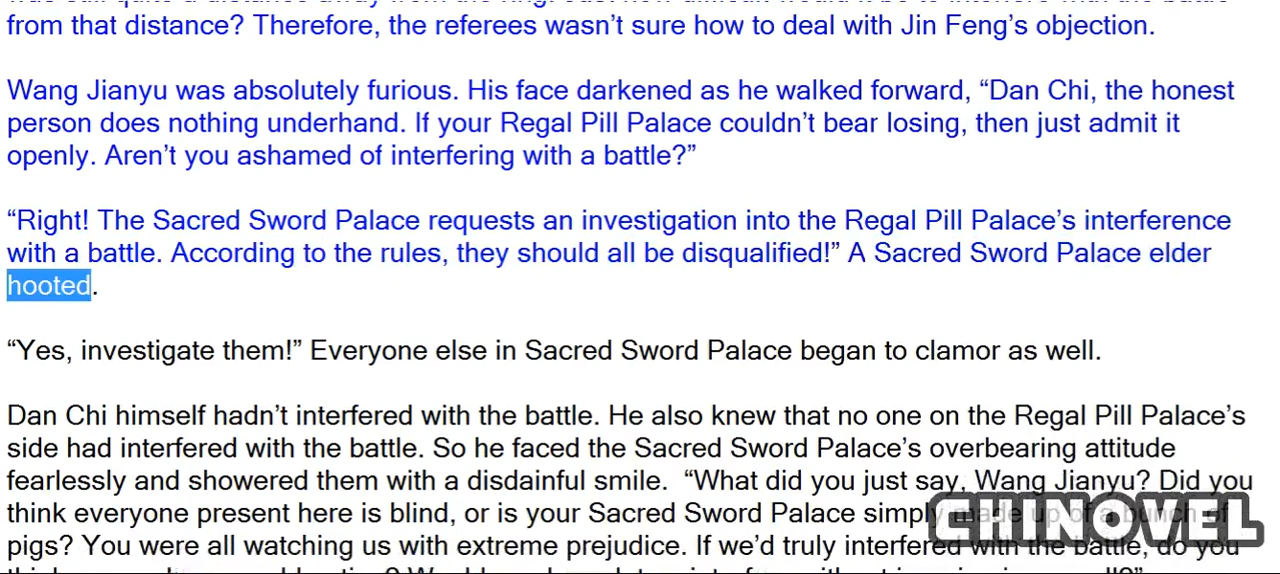 from that distance? Therefore, the referees wasn’t sure how to deal with Jin Feng’s objection.
Wang Jianyu was absolutely furious. His face darkened as he walked forward, “Dan Chi, the honest
person does nothing underhand. If your Regal Pill Palace couldn’t bear losing, then just admit it
openly. Aren’t you ashamed of interfering with a battle?”
“Right! The Sacred Sword Palace requests an investigation into the Regal Pill Palace’s interference
with a battle. According to the rules, they should all be disqualified!” A Sacred Sword Palace elder
hooted.
“Yes, investigate them!” Everyone else in Sacred Sword Palace began to clamor as well.
Dan Chi himself hadn’t interfered with the battle. He also knew that no one on the Regal Pill Palace’s
side had interfered with the battle. So he faced the Sacred Sword Palace’s overbearing attitude
fearlessly and showered them with a disdainful smile. “What did you just say, Wang Jianyu? Did you
think everyone present here is blind, or is your Sacred Sword Palace simply made up of a bunch of
pigs? You were all watching us with extreme prejudice. If we’d truly interfered with the battle, do you
CHINOVEL